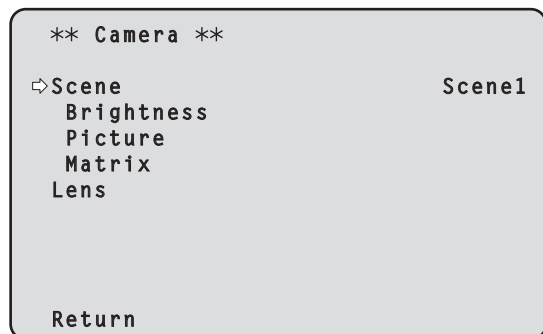 ** Camera **
⇨Scene Scene1
Brightness
Picture
Matrix
Lens
Return